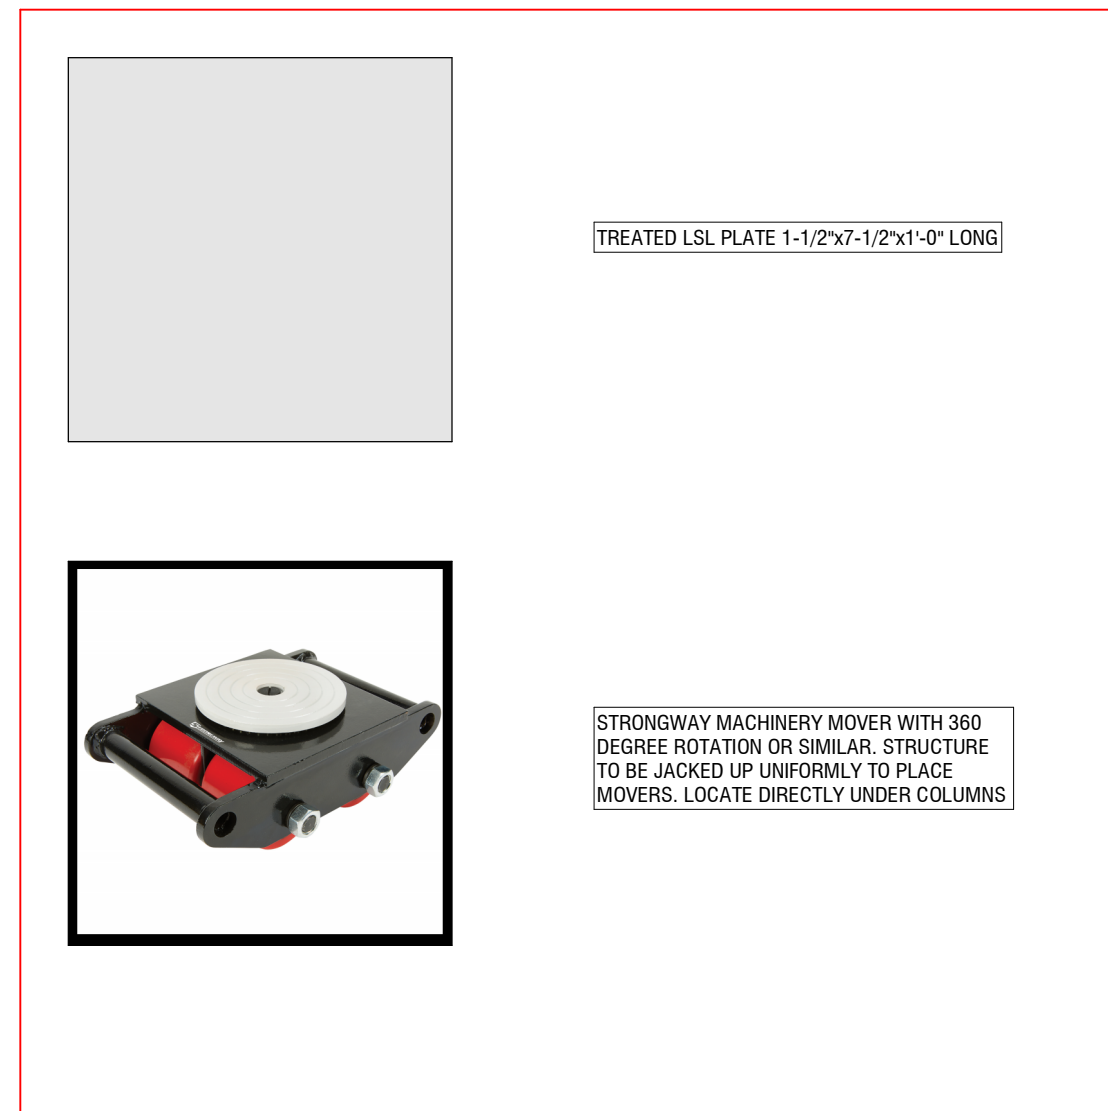 TREATED LSL PLATE 1-1/2"x7-1/2"x1'-0" LONG
STRONGWAY MACHINERY MOVER WITH 360
DEGREE ROTATION OR SIMILAR. STRUCTURE
TO BE JACKED UP UNIFORMLY TO PLACE
MOVERS. LOCATE DIRECTLY UNDER COLUMNS